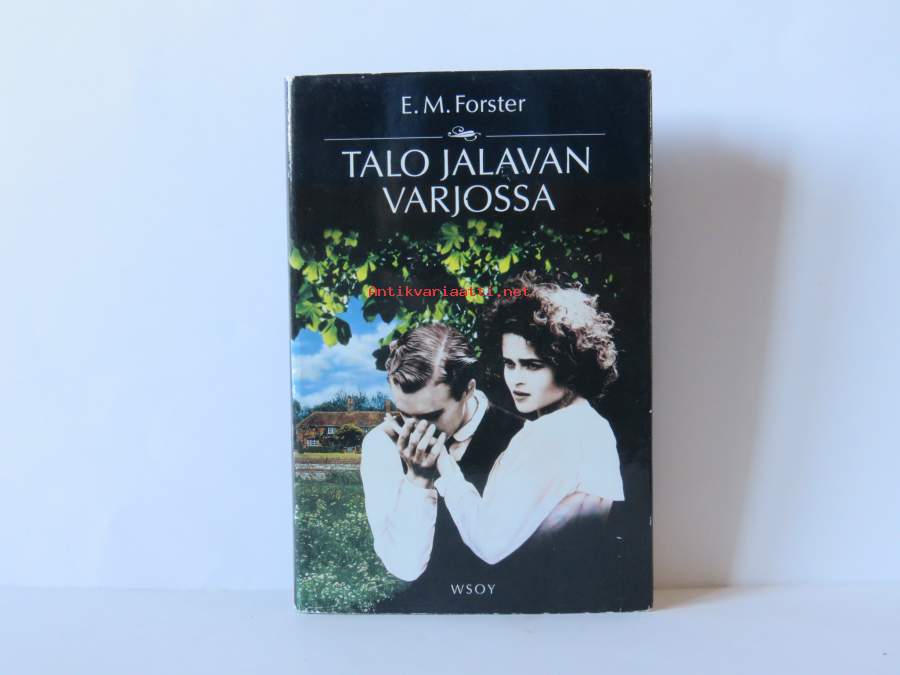 E. M. Forster
TALO JALAVAN
VARJOSSA
Antikvariaatti.net
WSOY